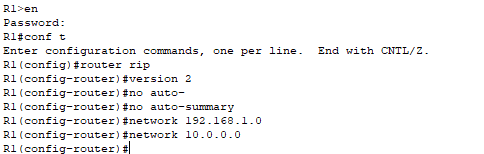 R1>en
Password:
R1#conf t
Enter configuration commands, one per line.  End with CNTL/Z.
R1(config)#router rip
R1(config-router)#version 2
R1(config-router)#no auto-
R1(config-router)#no auto-summary
R1(config-router)#network 192.168.1.0
R1(config-router)#network 10.0.0.0
R1(config-router)#